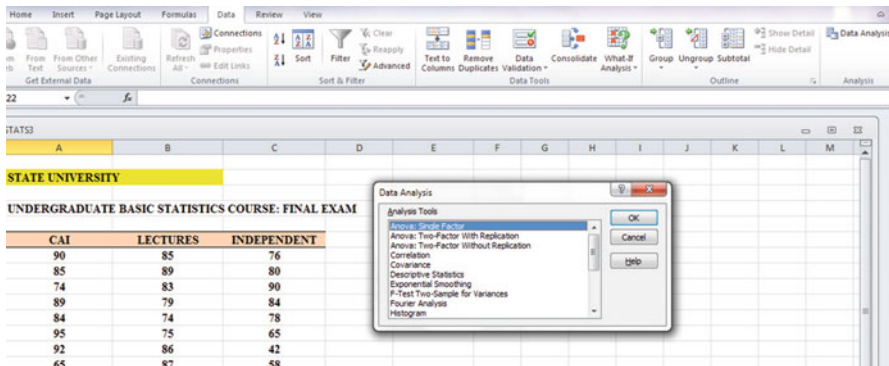 Home Insert Page Layout Formulas Data Review View
Connections Clear Show Detail Data Analysis
Properties Reapply Hide Detail
From Text From Other Sources Existing Connections Refresh All Edit Links Sort Filter Advanced Text to Columns Remove Duplicates Data Validation Consolidate What-If Analysis Group Ungroup Subtotal
Get External Data Connections Sort & Filter Data Tools Outline Analysis
22 fx
STATS3
A B C D E F G H I J K L M
STATE UNIVERSITY
UNDERGRADUATE BASIC STATISTICS COURSE: FINAL EXAM
CAI LECTURES INDEPENDENT
90 85 76
85 89 80
74 83 90
89 79 84
84 74 78
95 75 65
92 86 42
65 87 58
Data Analysis
Analysis Tools
Anova: Single Factor
Anova: Two-Factor With Replication
Anova: Two-Factor Without Replication
Correlation
Covariance
Descriptive Statistics
Exponential Smoothing
F-Test Two-Sample for Variances
Fourier Analysis
Histogram
OK
Cancel
Help